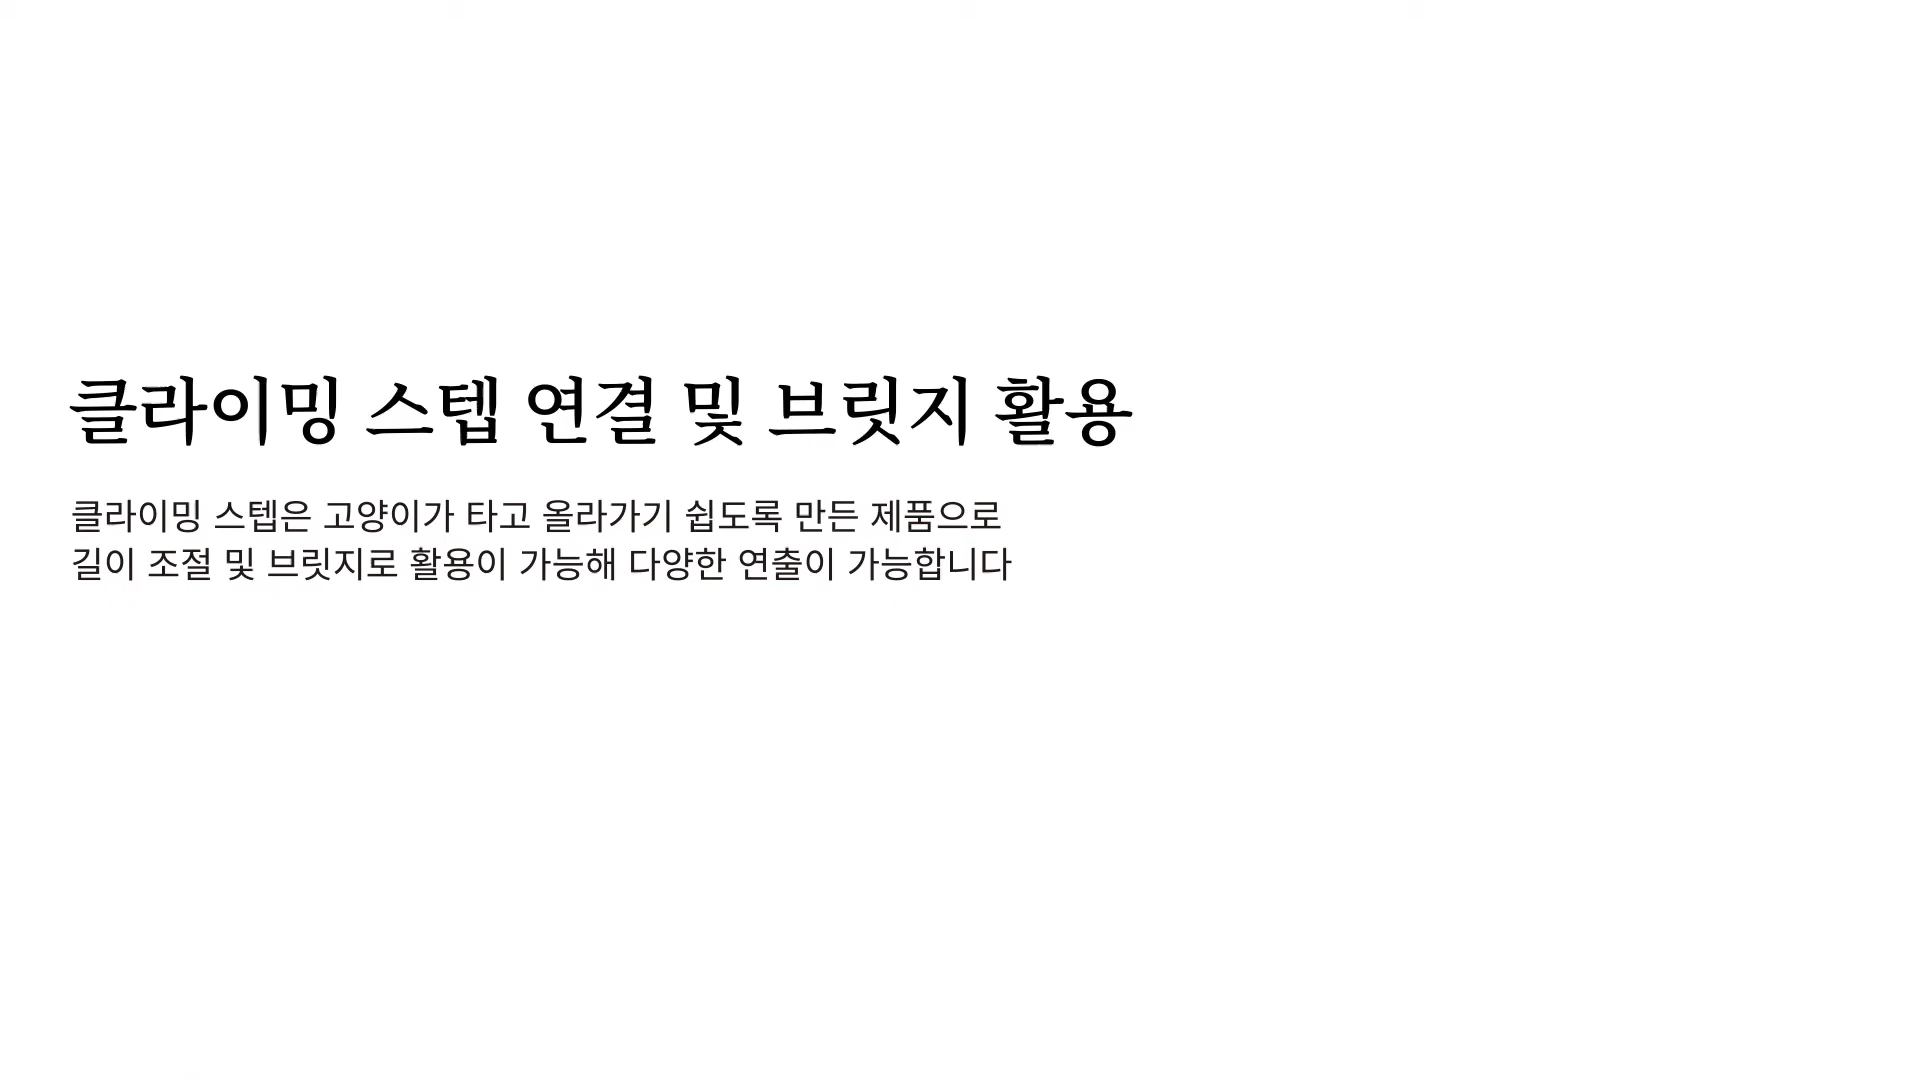 클라이밍 스텝 연결 및 브릿지 활용
클라이밍 스텝은 고양이가 타고 올라가기 쉽도록 만든 제품으로
길이 조절 및 브릿지로 활용이 가능해 다양한 연출이 가능합니다